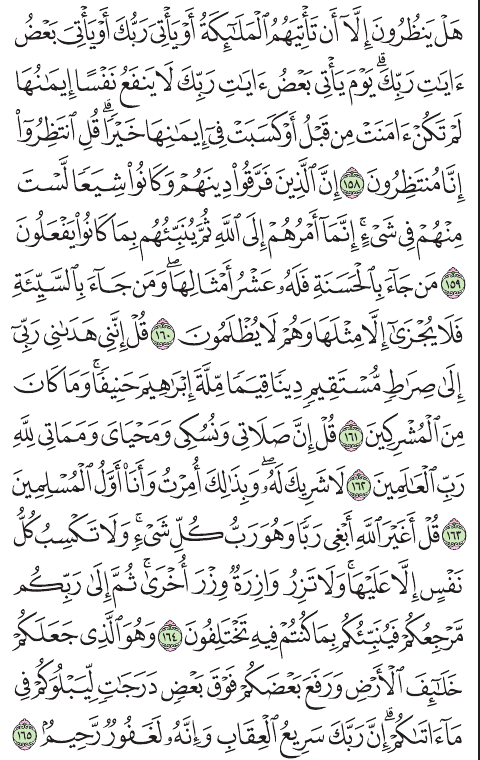 هَلْ يَنظُرُونَ إِلَّآ أَن تَأْتِيَهُمُ ٱلْمَلَٰٓئِكَةُ أَوْ يَأْتِىَ رَبُّكَ أَوْ يَأْتِىَ بَعْضُ
ءَايَٰتِ رَبِّكَۗ يَوْمَ يَأْتِى بَعْضُ ءَايَٰتِ رَبِّكَ لَا يَنفَعُ نَفْسًا إِيمَٰنُهَا
لَمْ تَكُنْ ءَامَنَتْ مِن قَبْلُ أَوْ كَسَبَتْ فِىٓ إِيمَٰنِهَا خَيْرًاۗ قُلِ ٱنتَظِرُوٓا۟
إِنَّا مُنتَظِرُونَ ١٥٨ إِنَّ ٱلَّذِينَ فَرَّقُوا۟ دِينَهُمْ وَكَانُوا۟ شِيَعًا لَّسْتَ
مِنْهُمْ فِى شَىْءٍۚ إِنَّمَآ أَمْرُهُمْ إِلَى ٱللَّهِ ثُمَّ يُنَبِّئُهُم بِمَا كَانُوا۟ يَفْعَلُونَ
١٥٩ مَن جَآءَ بِٱلْحَسَنَةِ فَلَهُۥ عَشْرُ أَمْثَالِهَاۖ وَمَن جَآءَ بِٱلسَّيِّئَةِ
فَلَا يُجْزَىٰٓ إِلَّا مِثْلَهَا وَهُمْ لَا يُظْلَمُونَ ١٦٠ قُلْ إِنَّنِى هَدَىٰنِى رَبِّىٓ
إِلَىٰ صِرَٰطٍ مُّسْتَقِيمٍ دِينًا قِيَمًا مِّلَّةَ إِبْرَٰهِيمَ حَنِيفًاۚ وَمَا كَانَ
مِنَ ٱلْمُشْرِكِينَ ١٦١ قُلْ إِنَّ صَلَاتِى وَنُسُكِى وَمَحْيَاىَ وَمَمَاتِى لِلَّهِ
رَبِّ ٱلْعَٰلَمِينَ ١٦٢ لَا شَرِيكَ لَهُۥۖ وَبِذَٰلِكَ أُمِرْتُ وَأَنَا۠ أَوَّلُ ٱلْمُسْلِمِينَ
١٦٣ قُلْ أَغَيْرَ ٱللَّهِ أَبْغِى رَبًّا وَهُوَ رَبُّ كُلِّ شَىْءٍۚ وَلَا تَكْسِبُ كُلُّ
نَفْسٍ إِلَّا عَلَيْهَاۚ وَلَا تَزِرُ وَازِرَةٌ وِزْرَ أُخْرَىٰۚ ثُمَّ إِلَىٰ رَبِّكُم
مَّرْجِعُكُمْ فَيُنَبِّئُكُم بِمَا كُنتُمْ فِيهِ تَخْتَلِفُونَ ١٦٤ وَهُوَ ٱلَّذِى جَعَلَكُمْ
خَلَٰٓئِفَ ٱلْأَرْضِ وَرَفَعَ بَعْضَكُمْ فَوْقَ بَعْضٍ دَرَجَٰتٍ لِّيَبْلُوَكُمْ فِى
مَآ ءَاتَىٰكُمْۗ إِنَّ رَبَّكَ سَرِيعُ ٱلْعِقَابِ وَإِنَّهُۥ لَغَفُورٌ رَّحِيمٌۢ ١٦٥